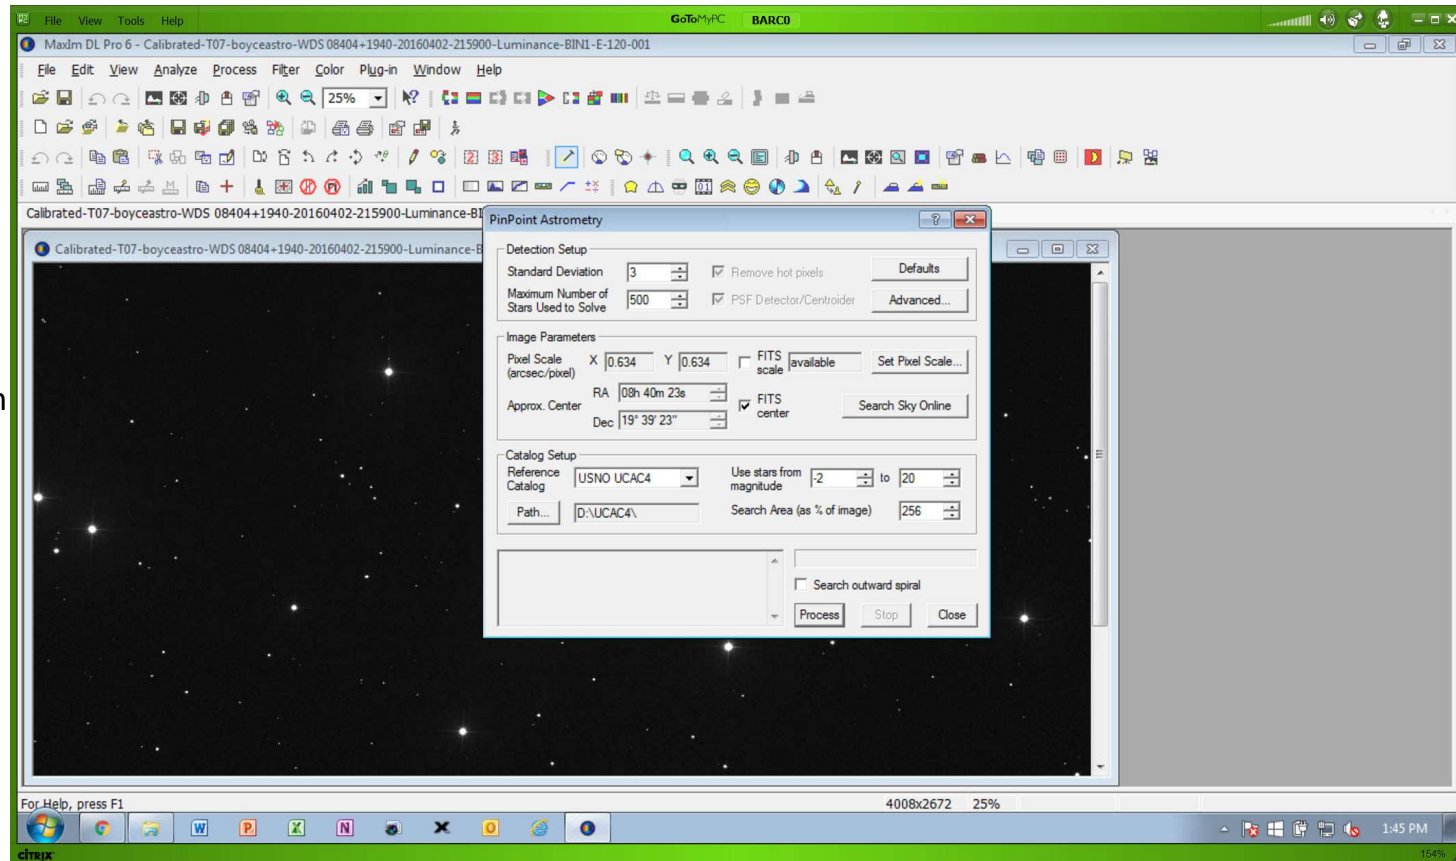 File View Tools Help GoToMyPC BARC0
MaxIm DL Pro 6 - Calibrated-T07-boyceastro-WDS 08404+1940-20160402-215900-Luminance-BIN1-E-120-001
File Edit View Analyze Process Filter Color Plug-in Window Help
25%
Calibrated-T07-boyceastro-WDS 08404+1940-20160402-215900-Luminance-BI
PinPoint Astrometry
Calibrated-T07-boyceastro-WDS 08404+1940-20160402-215900-Luminance-B
Detection Setup
Standard Deviation 3 Remove hot pixels Defaults
Maximum Number of
Stars Used to Solve 500 PSF Detector/Centroider Advanced...
Image Parameters
Pixel Scale
(arcsec/pixel) X 0.634 Y 0.634 FITS
scale available Set Pixel Scale...
Approx. Center RA 08h 40m 23s FITS
center Search Sky Online
Dec 19° 39' 23"
Catalog Setup
Reference
Catalog USNO UCAC4 Use stars from
magnitude -2 to 20
Path... D:\UCAC4\ Search Area (as % of image) 256
Search outward spiral
Process Stop Close
For Help, press F1 4008x2672 25%
1:45 PM
CITRIX 154%